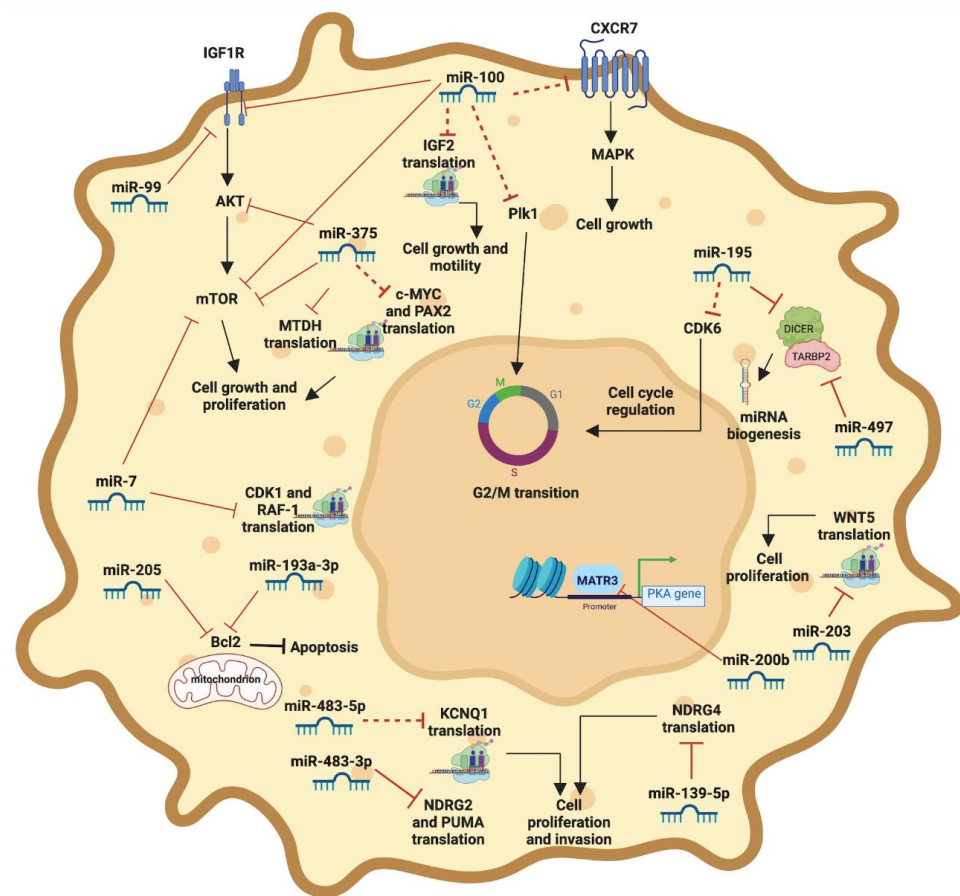 IGF1R
CXCR7
miR-100
IGF2
translation
MAPK
miR-99
AKT
Plk1
Cell growth
miR-375
Cell growth and
motility
miR-195
mTOR
c-MYC
and PAX2
translation
MTDH
translation
CDK6
DICER
TARBP2
Cell growth and
proliferation
M
G1
G2
S
Cell cycle
regulation
miRNA
biogenesis
miR-497
G2/M transition
miR-7
CDK1 and
RAF-1
translation
WNT5
translation
miR-205
miR-193a-3p
Cell
proliferation
MATR3
Promoter
PKA gene
Bcl2
Apoptosis
mitochondrion
miR-203
miR-200b
miR-483-5p
KCNQ1
translation
NDRG4
translation
miR-483-3p
NDRG2
and PUMA
translation
Cell
proliferation
and invasion
miR-139-5p